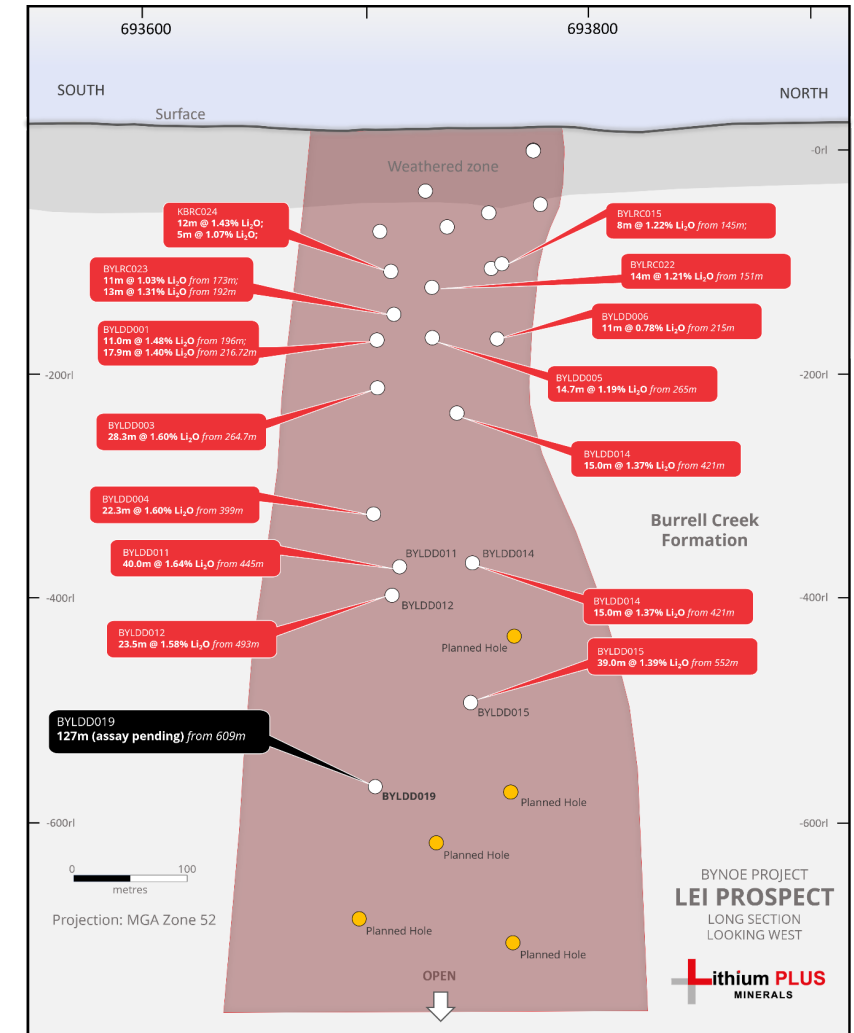 693600
693800
SOUTH
NORTH
Surface
-0rl
Weathered zone
KBRC024
12m @ 1.43% Li₂O;
5m @ 1.07% Li₂O;
BYLRC015
8m @ 1.22% Li₂O from 145m;
BYLRC023
11m @ 1.03% Li₂O from 173m;
13m @ 1.31% Li₂O from 192m
BYLRC022
14m @ 1.21% Li₂O from 151m
BYLDD001
11.0m @ 1.48% Li₂O from 196m;
17.9m @ 1.40% Li₂O from 216.72m
BYLDD006
11m @ 0.78% Li₂O from 215m
-200rl
-200rl
BYLDD005
14.7m @ 1.19% Li₂O from 265m
BYLDD003
28.3m @ 1.60% Li₂O from 264.7m
BYLDD014
15.0m @ 1.37% Li₂O from 421m
BYLDD004
22.3m @ 1.60% Li₂O from 399m
Burrell Creek
Formation
BYLDD011
40.0m @ 1.64% Li₂O from 445m
BYLDD011
BYLDD014
-400rl
-400rl
BYLDD012
BYLDD014
15.0m @ 1.37% Li₂O from 421m
BYLDD012
23.5m @ 1.58% Li₂O from 493m
Planned Hole
BYLDD015
39.0m @ 1.39% Li₂O from 552m
BYLDD015
BYLDD019
127m (assay pending) from 609m
BYLDD019
Planned Hole
-600rl
-600rl
Planned Hole
0 100
metres
Projection: MGA Zone 52
Planned Hole
Planned Hole
OPEN
BYNOE PROJECT
LEI PROSPECT
LONG SECTION
LOOKING WEST
Lithium PLUS
MINERALS